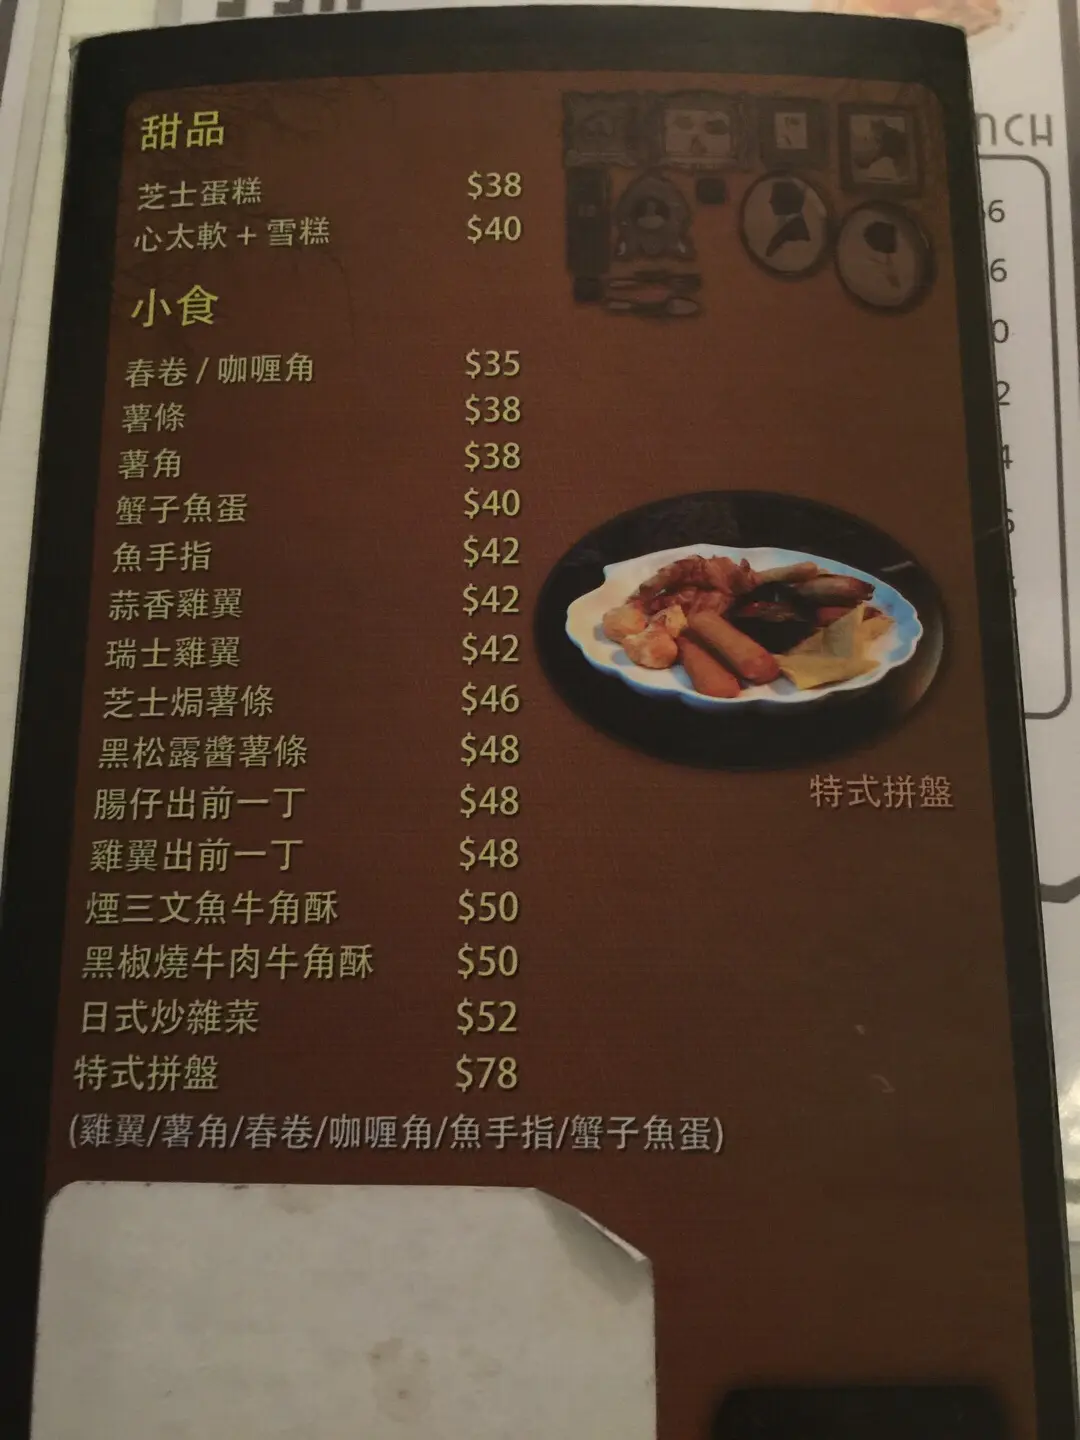 甜品
芝士蛋糕 $38
心太軟 + 雪糕 $40
小食
春卷 / 咖喱角 $35
薯條 $38
薯角 $38
蟹子魚蛋 $40
魚手指 $42
蒜香雞翼 $42
瑞士雞翼 $42
芝士焗薯條 $46
黑松露醬薯條 $48
腸仔出前一丁 $48
雞翼出前一丁 $48
煙三文魚牛角酥 $50
黑椒燒牛肉牛角酥 $50
日式炒雜菜 $52
特式拼盤 $78
(雞翼/薯角/春卷/咖喱角/魚手指/蟹子魚蛋)
特式拼盤